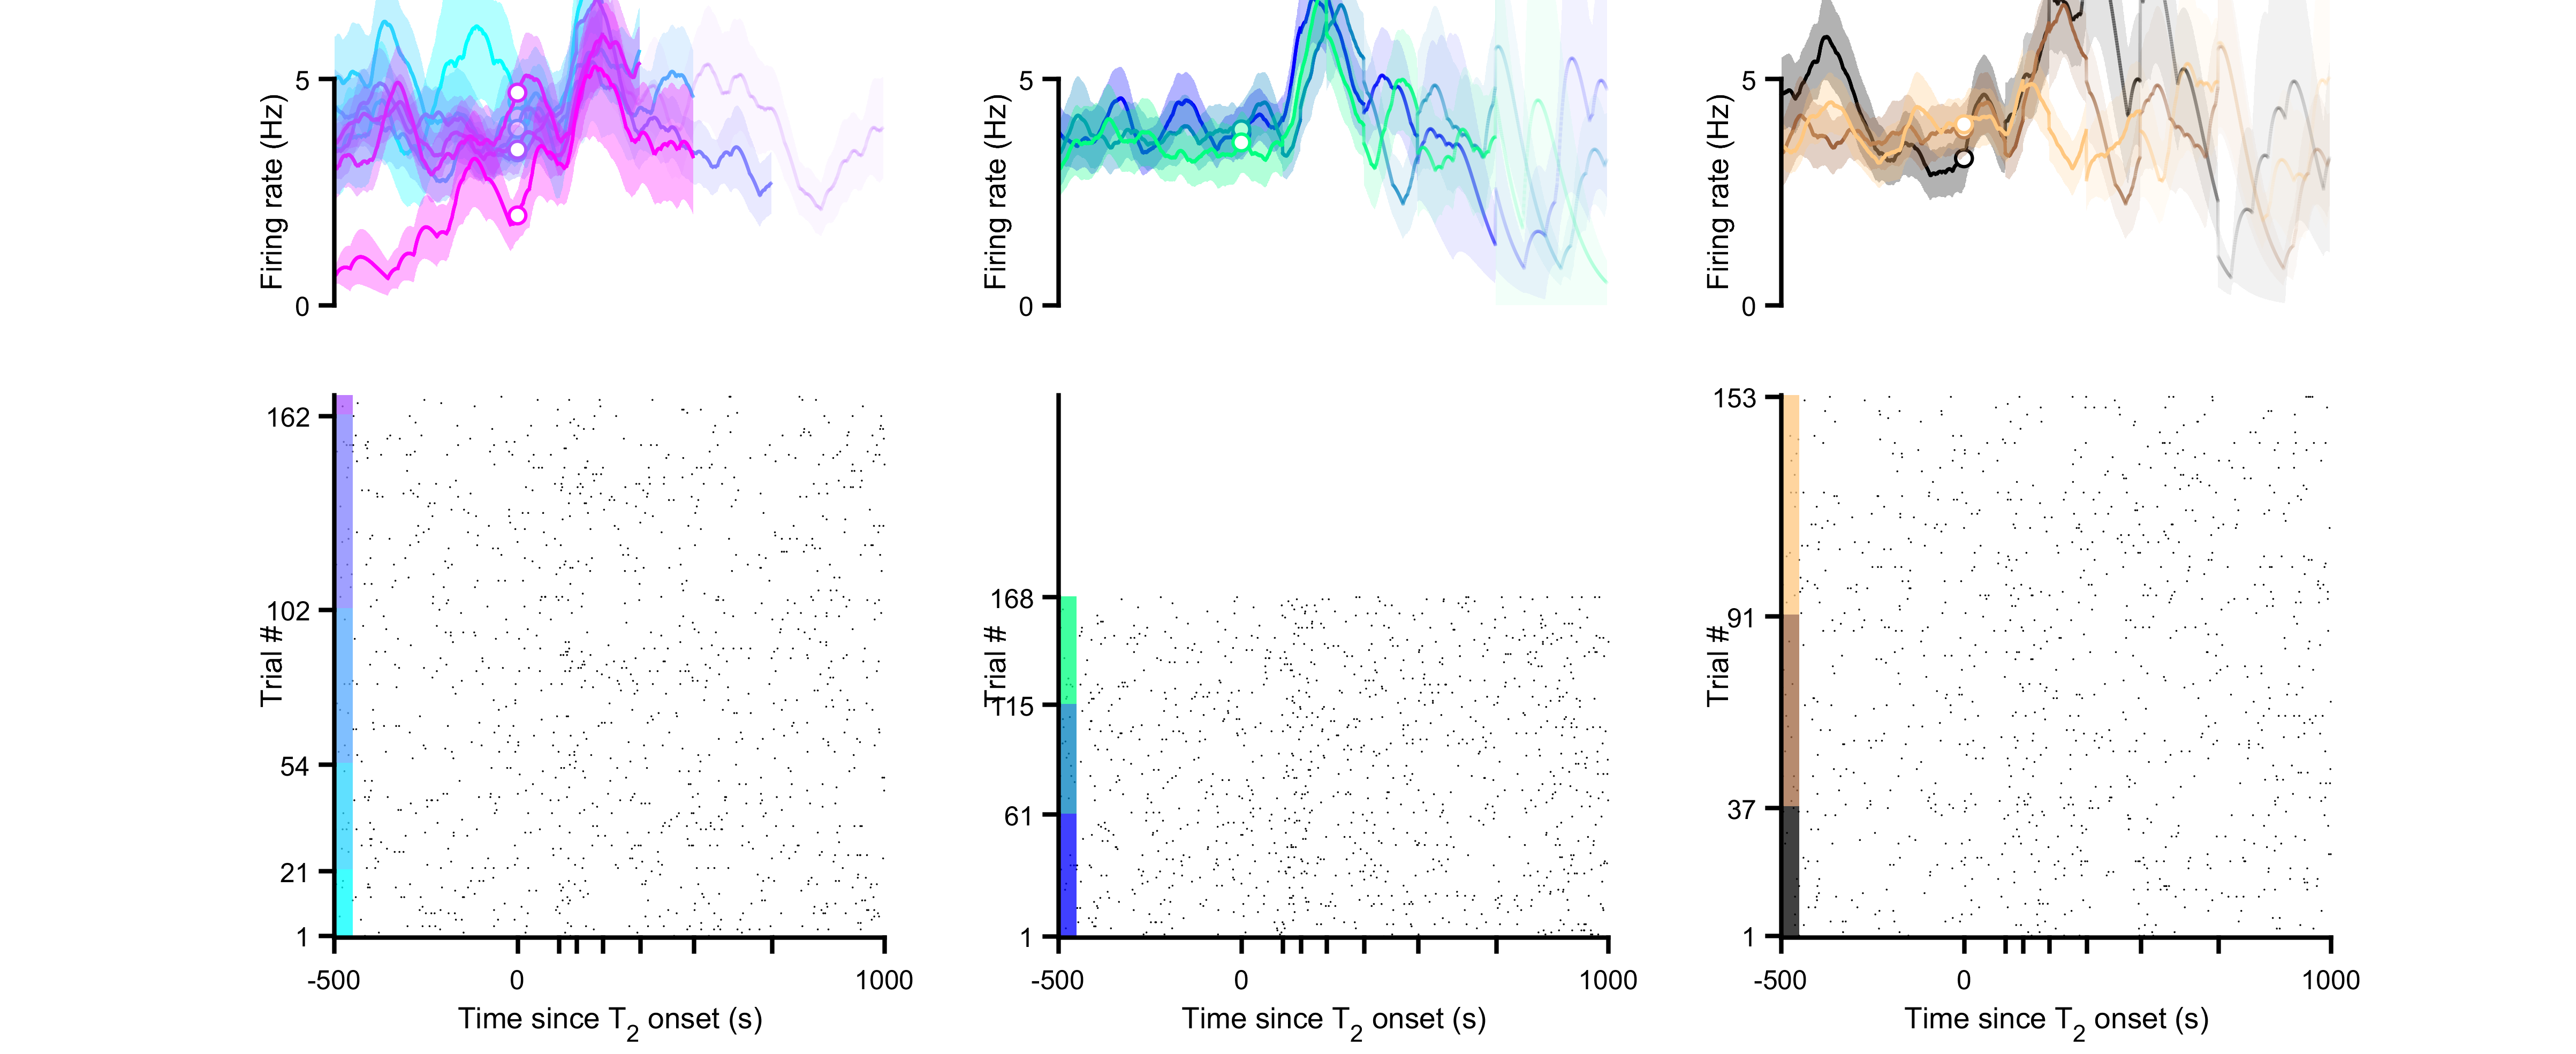 5
Firing rate (Hz)
0
5
Firing rate (Hz)
0
5
Firing rate (Hz)
0
162
102
Trial #
54
21
1
-500 0 1000
Time since T2 onset (s)
168
Trial #
115
61
1
-500 0 1000
Time since T2 onset (s)
153
91
Trial #
37
1
-500 0 1000
Time since T2 onset (s)